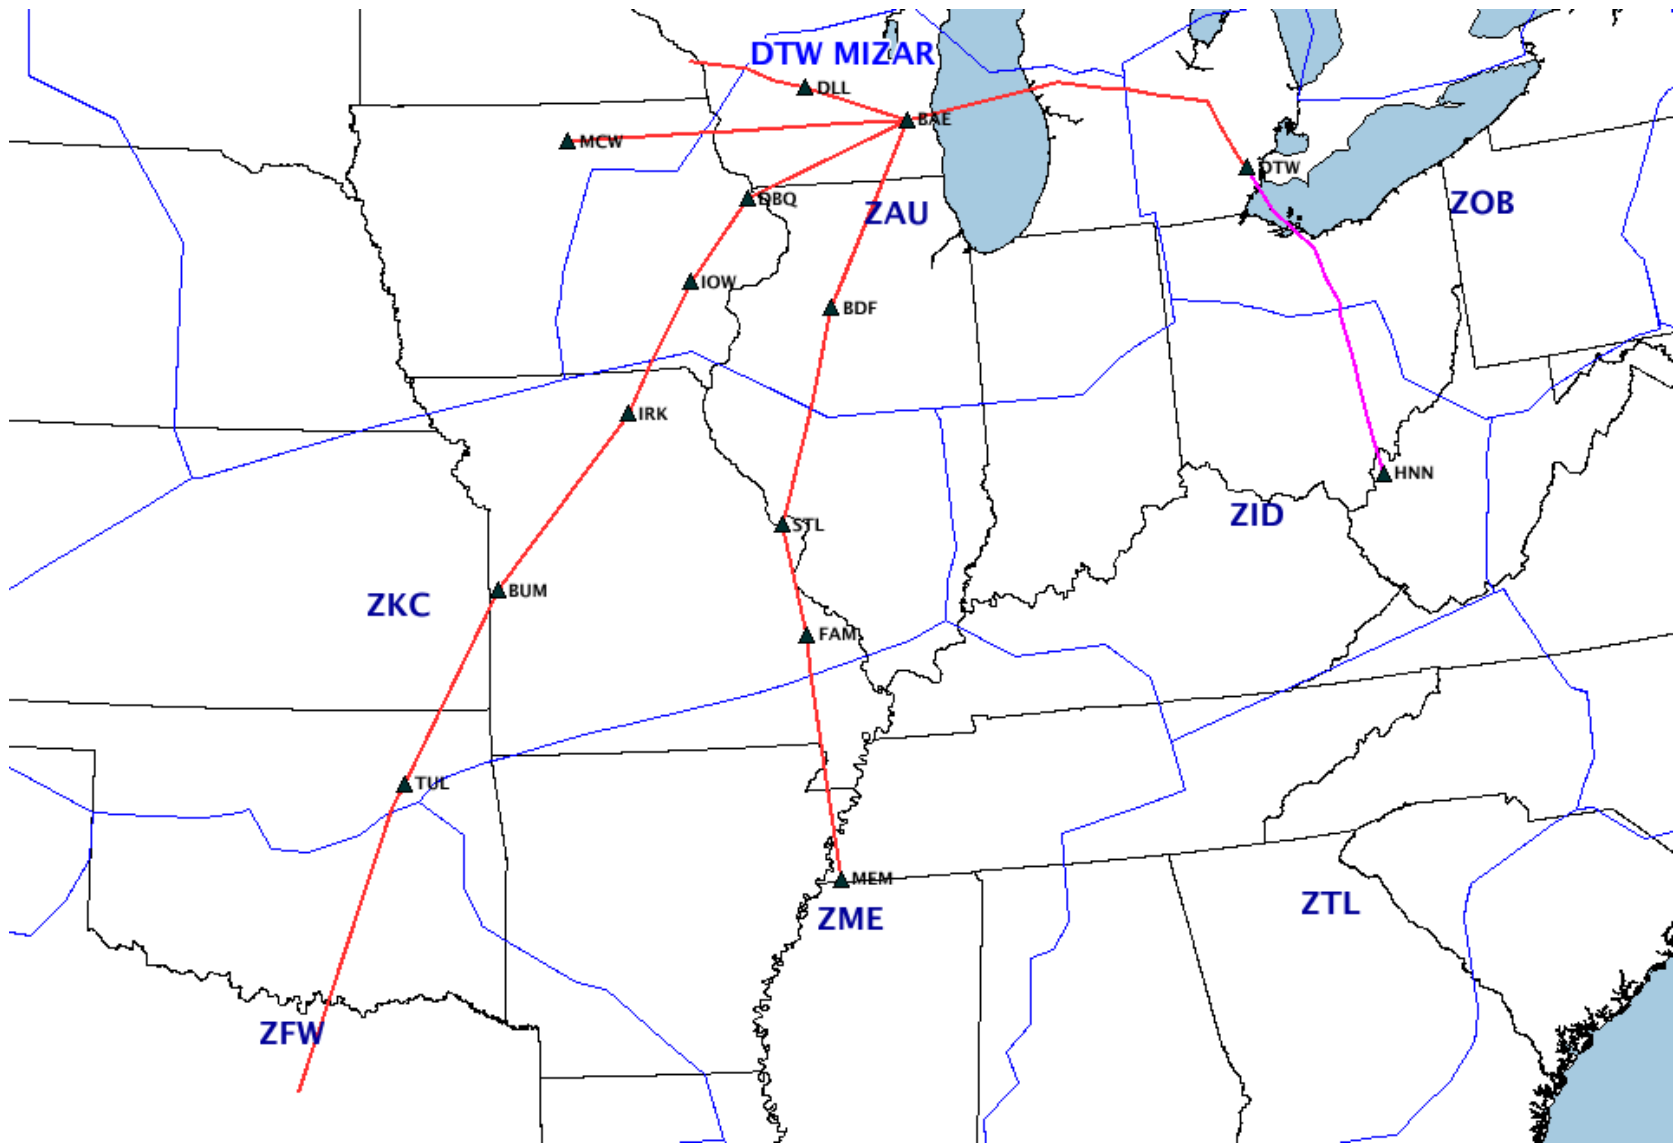 DTW MIZAR
DLL
BAE
MCW
DTW
DBQ
ZAU
ZOB
IOW
BDF
IRK
HNN
ZID
STL
BUM
ZKC
FAM
TUL
MEM
ZME
ZTL
ZFW